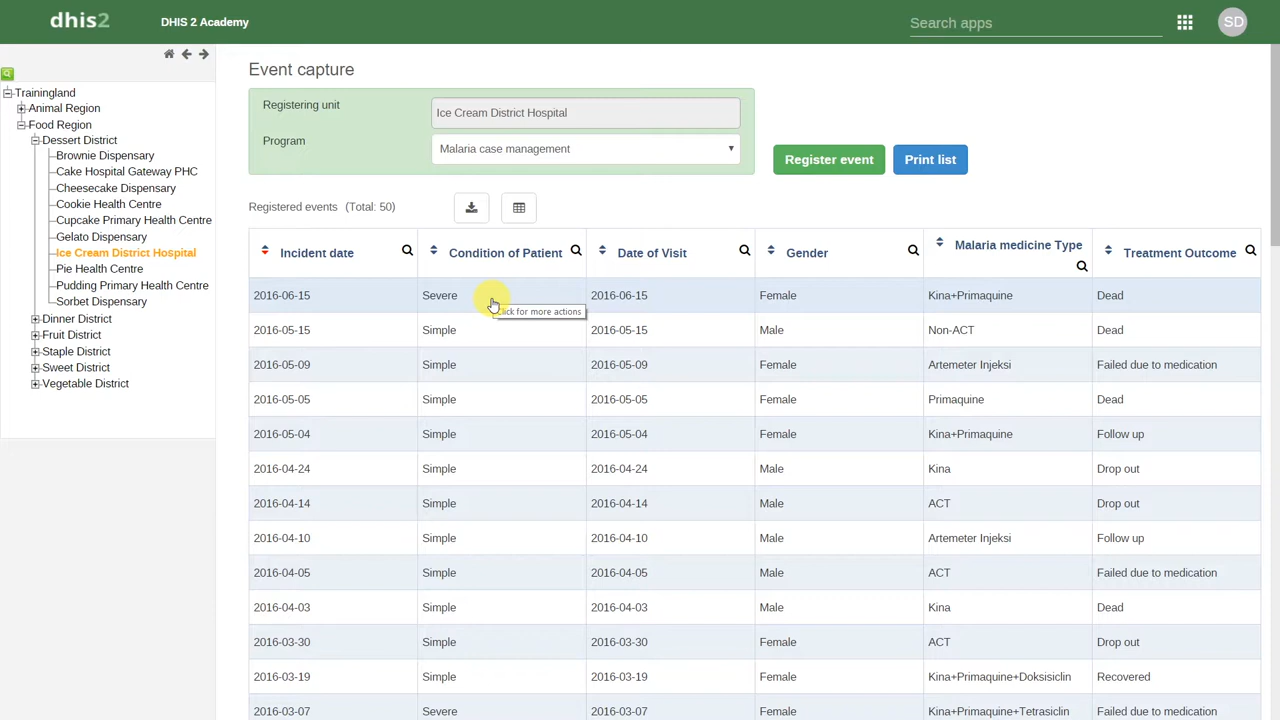 dhis2
DHIS 2 Academy
Search apps
SD
Trainingland
Animal Region
Food Region
Dessert District
Brownie Dispensary
Cake Hospital Gateway PHC
Cheesecake Dispensary
Cookie Health Centre
Cupcake Primary Health Centre
Gelato Dispensary
Ice Cream District Hospital
Pie Health Centre
Pudding Primary Health Centre
Sorbet Dispensary
Dinner District
Fruit District
Staple District
Sweet District
Vegetable District
Event capture
Registering unit
Ice Cream District Hospital
Program
Malaria case management
Register event
Print list
Registered events (Total: 50)
Incident date Condition of Patient Date of Visit Gender Malaria medicine Type Treatment Outcome
2016-06-15 Severe 2016-06-15 Female Kina+Primaquine Dead
Click for more actions
2016-05-15 Simple 2016-05-15 Male Non-ACT Dead
2016-05-09 Simple 2016-05-09 Female Artemeter Injeksi Failed due to medication
2016-05-05 Simple 2016-05-05 Female Primaquine Dead
2016-05-04 Simple 2016-05-04 Female Kina+Primaquine Follow up
2016-04-24 Simple 2016-04-24 Male Kina Drop out
2016-04-14 Simple 2016-04-14 Male ACT Drop out
2016-04-10 Simple 2016-04-10 Male Artemeter Injeksi Follow up
2016-04-05 Simple 2016-04-05 Male ACT Failed due to medication
2016-04-03 Simple 2016-04-03 Male Kina Dead
2016-03-30 Simple 2016-03-30 Female ACT Drop out
2016-03-19 Simple 2016-03-19 Female Kina+Primaquine+Doksisiclin Recovered
2016-03-07 Severe 2016-03-07 Female Kina+Primaquine+Tetrasiclin Failed due to medication